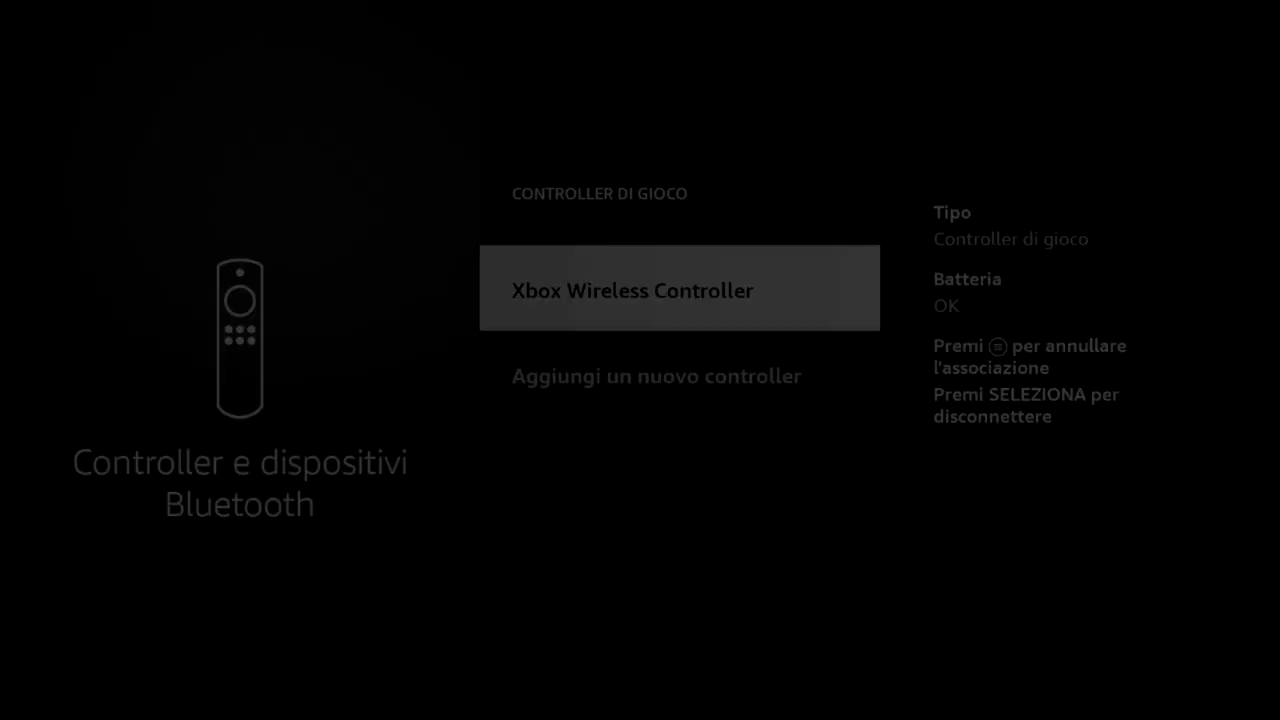 CONTROLLER DI GIOCO
Xbox Wireless Controller
Aggiungi un nuovo controller
Controller e dispositivi
Bluetooth
Tipo
Controller di gioco
Batteria
OK
Premi ≡ per annullare
l'associazione
Premi SELEZIONA per
disconnettere